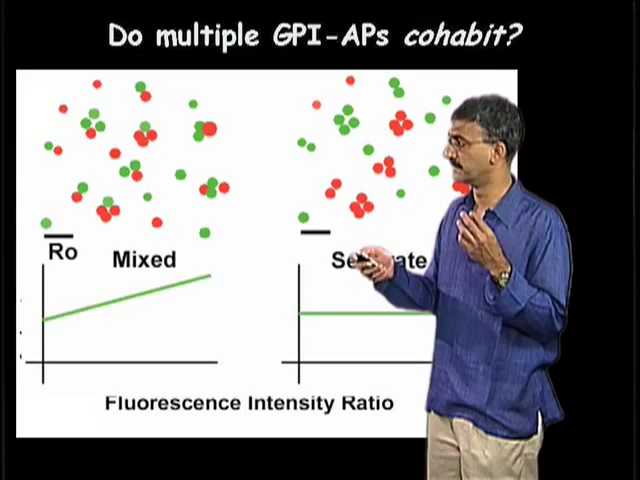 Do multiple GPI-APs cohabit?
Ro
Mixed
Fluorescence Intensity Ratio